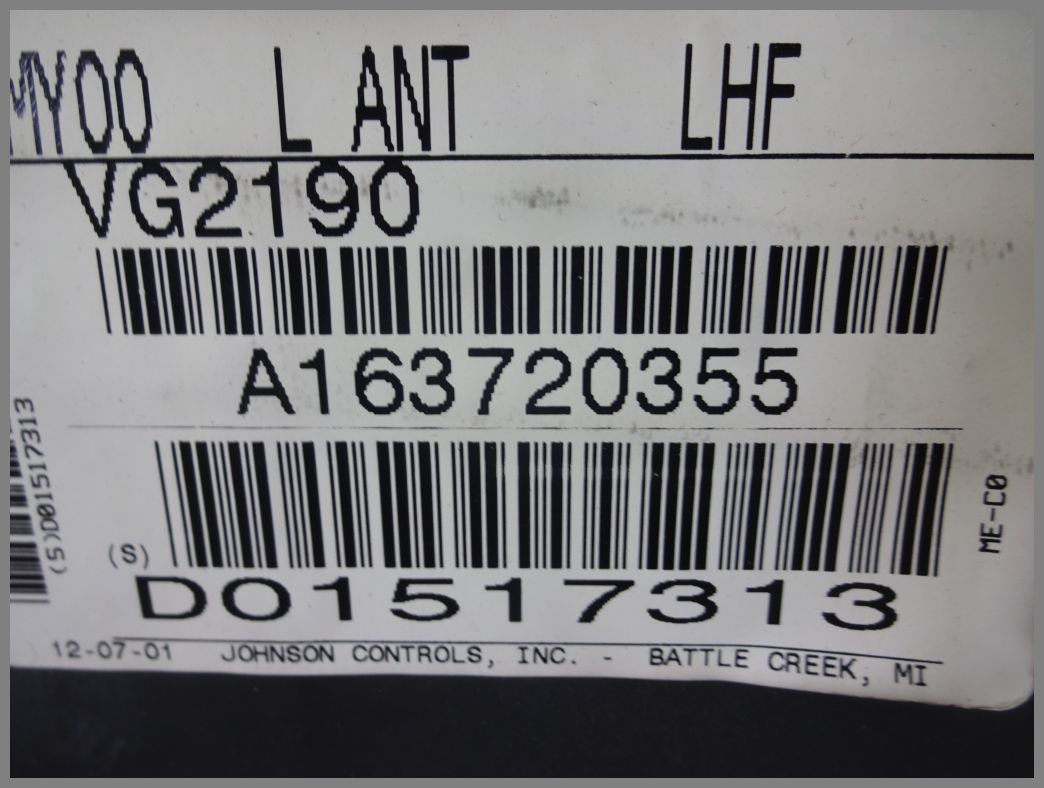 MY00 L ANT LHF
VG2190
A163720355
(S)D01517313
(S)
D01517313
ME-C0
12-07-01 JOHNSON CONTROLS, INC. - BATTLE CREEK, MI